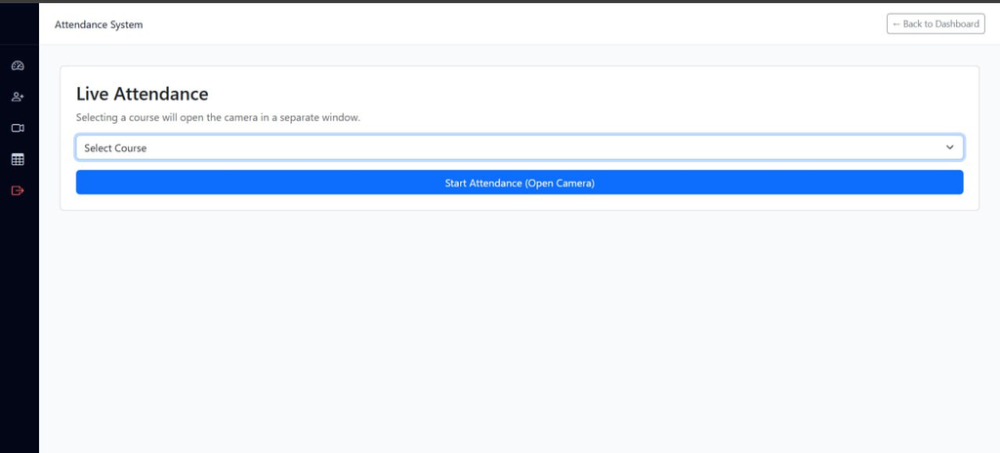 Attendance System
← Back to Dashboard
Live Attendance
Selecting a course will open the camera in a separate window.
Select Course
Start Attendance (Open Camera)